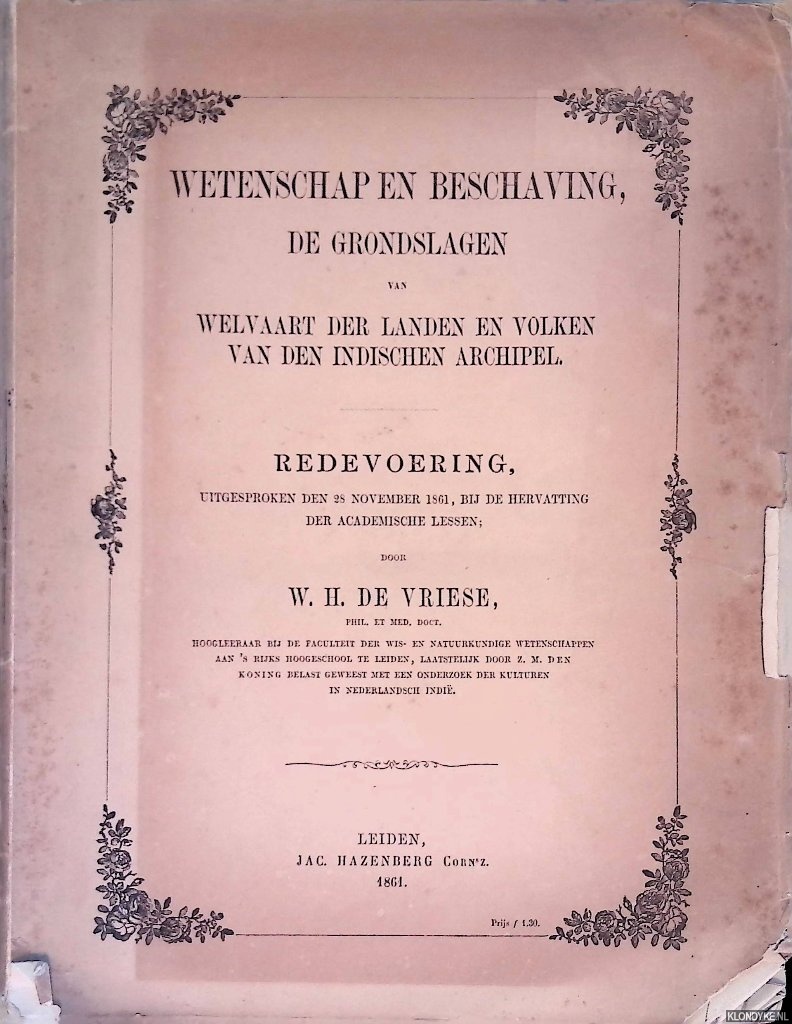 WETENSCHAP EN BESCHAVING,
DE GRONDSLAGEN
VAN
WELVAART DER LANDEN EN VOLKEN
VAN DEN INDISCHEN ARCHIPEL.
REDEVOERING,
UITGESPROKEN DEN 28 NOVEMBER 1861, BIJ DE HERVATTING
DER ACADEMISCHE LESSEN;
DOOR
W. H. DE VRIESE,
PHIL. ET MED. DOCT.
HOOGLEERAAR BIJ DE FACULTEIT DER WIS- EN NATUURKUNDIGE WETENSCHAPPEN
AAN 'S RIJKS HOOGESCHOOL TE LEIDEN, LAATSTELIJK DOOR Z. M. DEN
KONING BELAST GEWEEST MET EEN ONDERZOEK DER KULTUREN
IN NEDERLANDSCH INDIË.
LEIDEN,
JAC. HAZENBERG CORNsZ.
1861.
Prijs ƒ 1.30.
KLONDYKE.NL